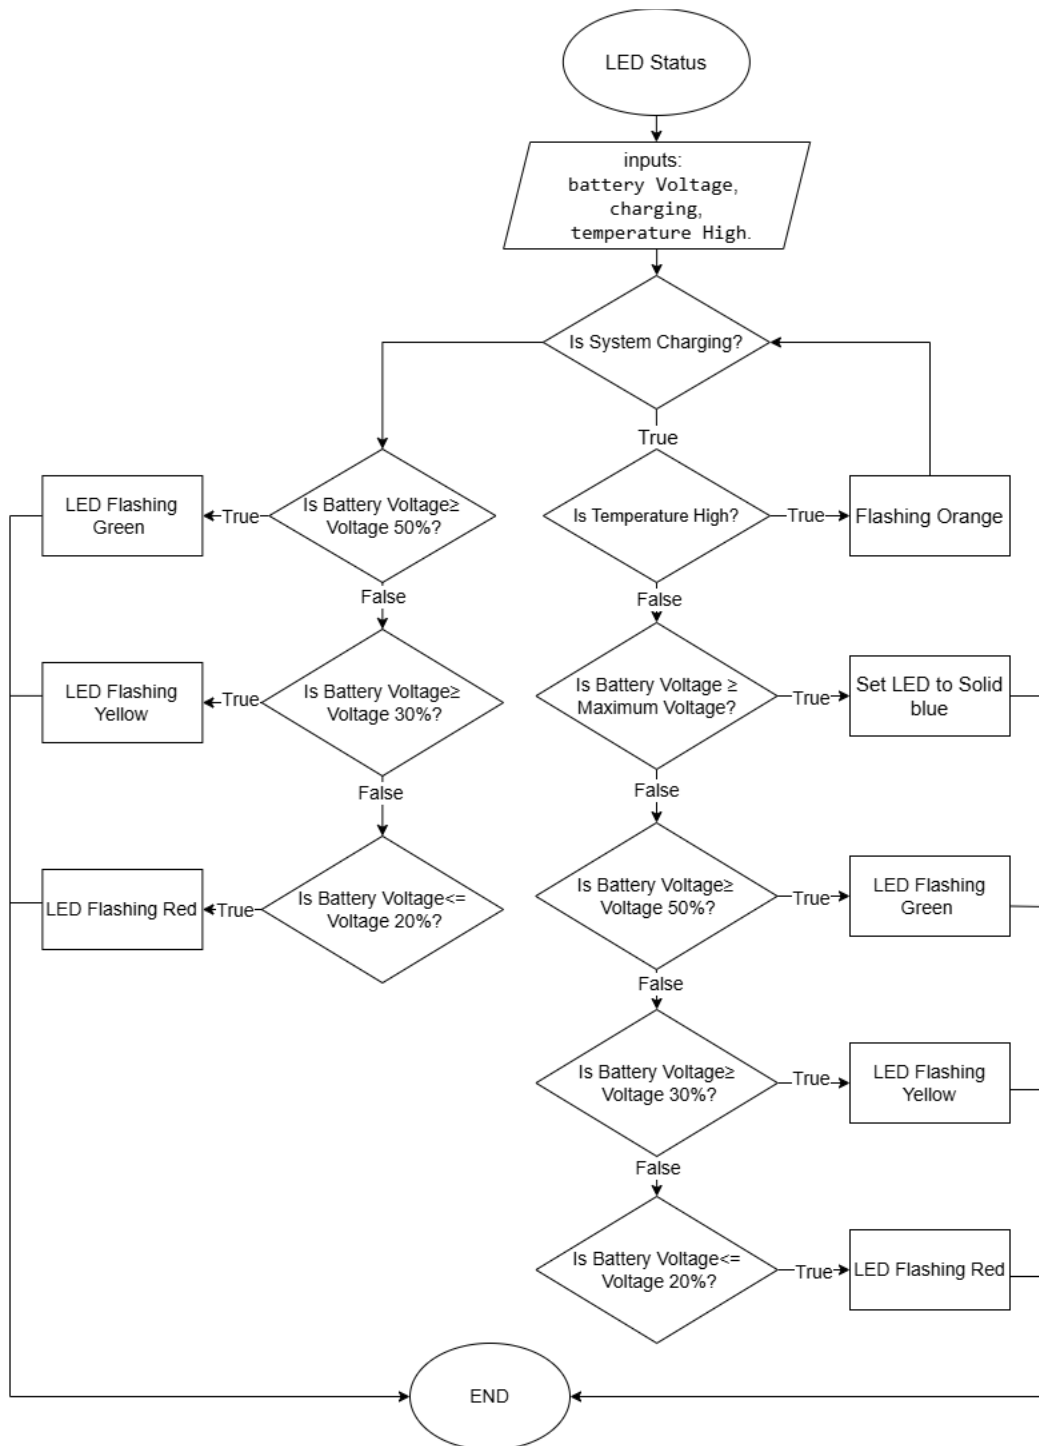 LED Status
inputs:
battery Voltage,
charging,
temperature High.
Is System Charging?
True
Is Battery Voltage≥
Voltage 50%?
True
LED Flashing
Green
False
Is Battery Voltage≥
Voltage 30%?
True
LED Flashing
Yellow
False
Is Battery Voltage<=
Voltage 20%?
True
LED Flashing Red
Is Temperature High?
True
Flashing Orange
False
Is Battery Voltage ≥
Maximum Voltage?
True
Set LED to Solid
blue
False
Is Battery Voltage≥
Voltage 50%?
True
LED Flashing
Green
False
Is Battery Voltage≥
Voltage 30%?
True
LED Flashing
Yellow
False
Is Battery Voltage<=
Voltage 20%?
True
LED Flashing Red
END